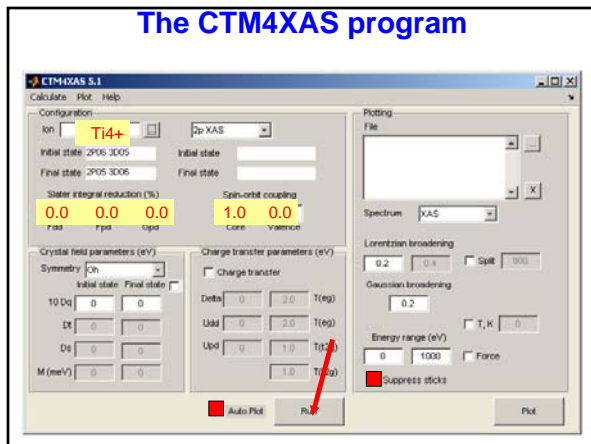 The CTM4XAS program
CTM4XAS 5.1
Calculate Plot Help
Configuration
Ion Ti4+ 2p XAS
Initial state 2P06 3D05 Initial state
Final state 2P05 3D06 Final state
Slater integral reduction (%) Spin-orbit coupling
0.0 0.0 0.0 1.0 0.0
Fdd Fpd Gpd Core Valence
Crystal field parameters (eV)
Symmetry Oh
Initial state Final state
10 Dq 0 0
Dt 0 0
Ds 0 0
M (meV) 0 0
Charge transfer parameters (eV)
Charge transfer
Delta 0 2.0 T(eg)
Udd 0 2.0 T(eg)
Upd 0 1.0
1.0
Auto Plot
Plotting
File
...
X
Spectrum XAS
Lorentzian broadening
0.2 0.4 Split 000
Gaussian broadening
0.2
T, K 0
Energy range (eV)
0 1000 Force
Suppress sticks
Plot